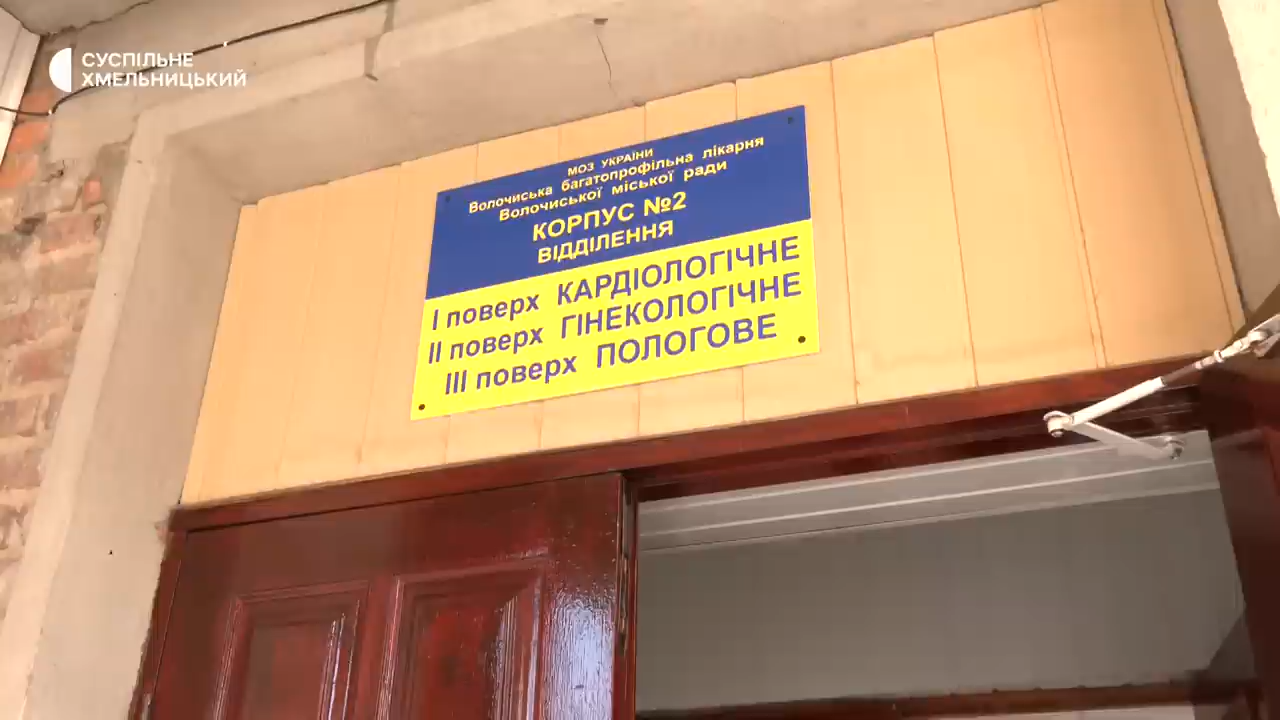 СУСПІЛЬНЕ
ХМЕЛЬНИЦЬКИЙ
МОЗ УКРАЇНИ
Волочиська багатопрофільна лікарня
Волочиської міської ради
КОРПУС №2
ВІДДІЛЕННЯ
І поверх КАРДІОЛОГІЧНЕ
ІІ поверх ГІНЕКОЛОГІЧНЕ
ІІІ поверх ПОЛОГОВЕ